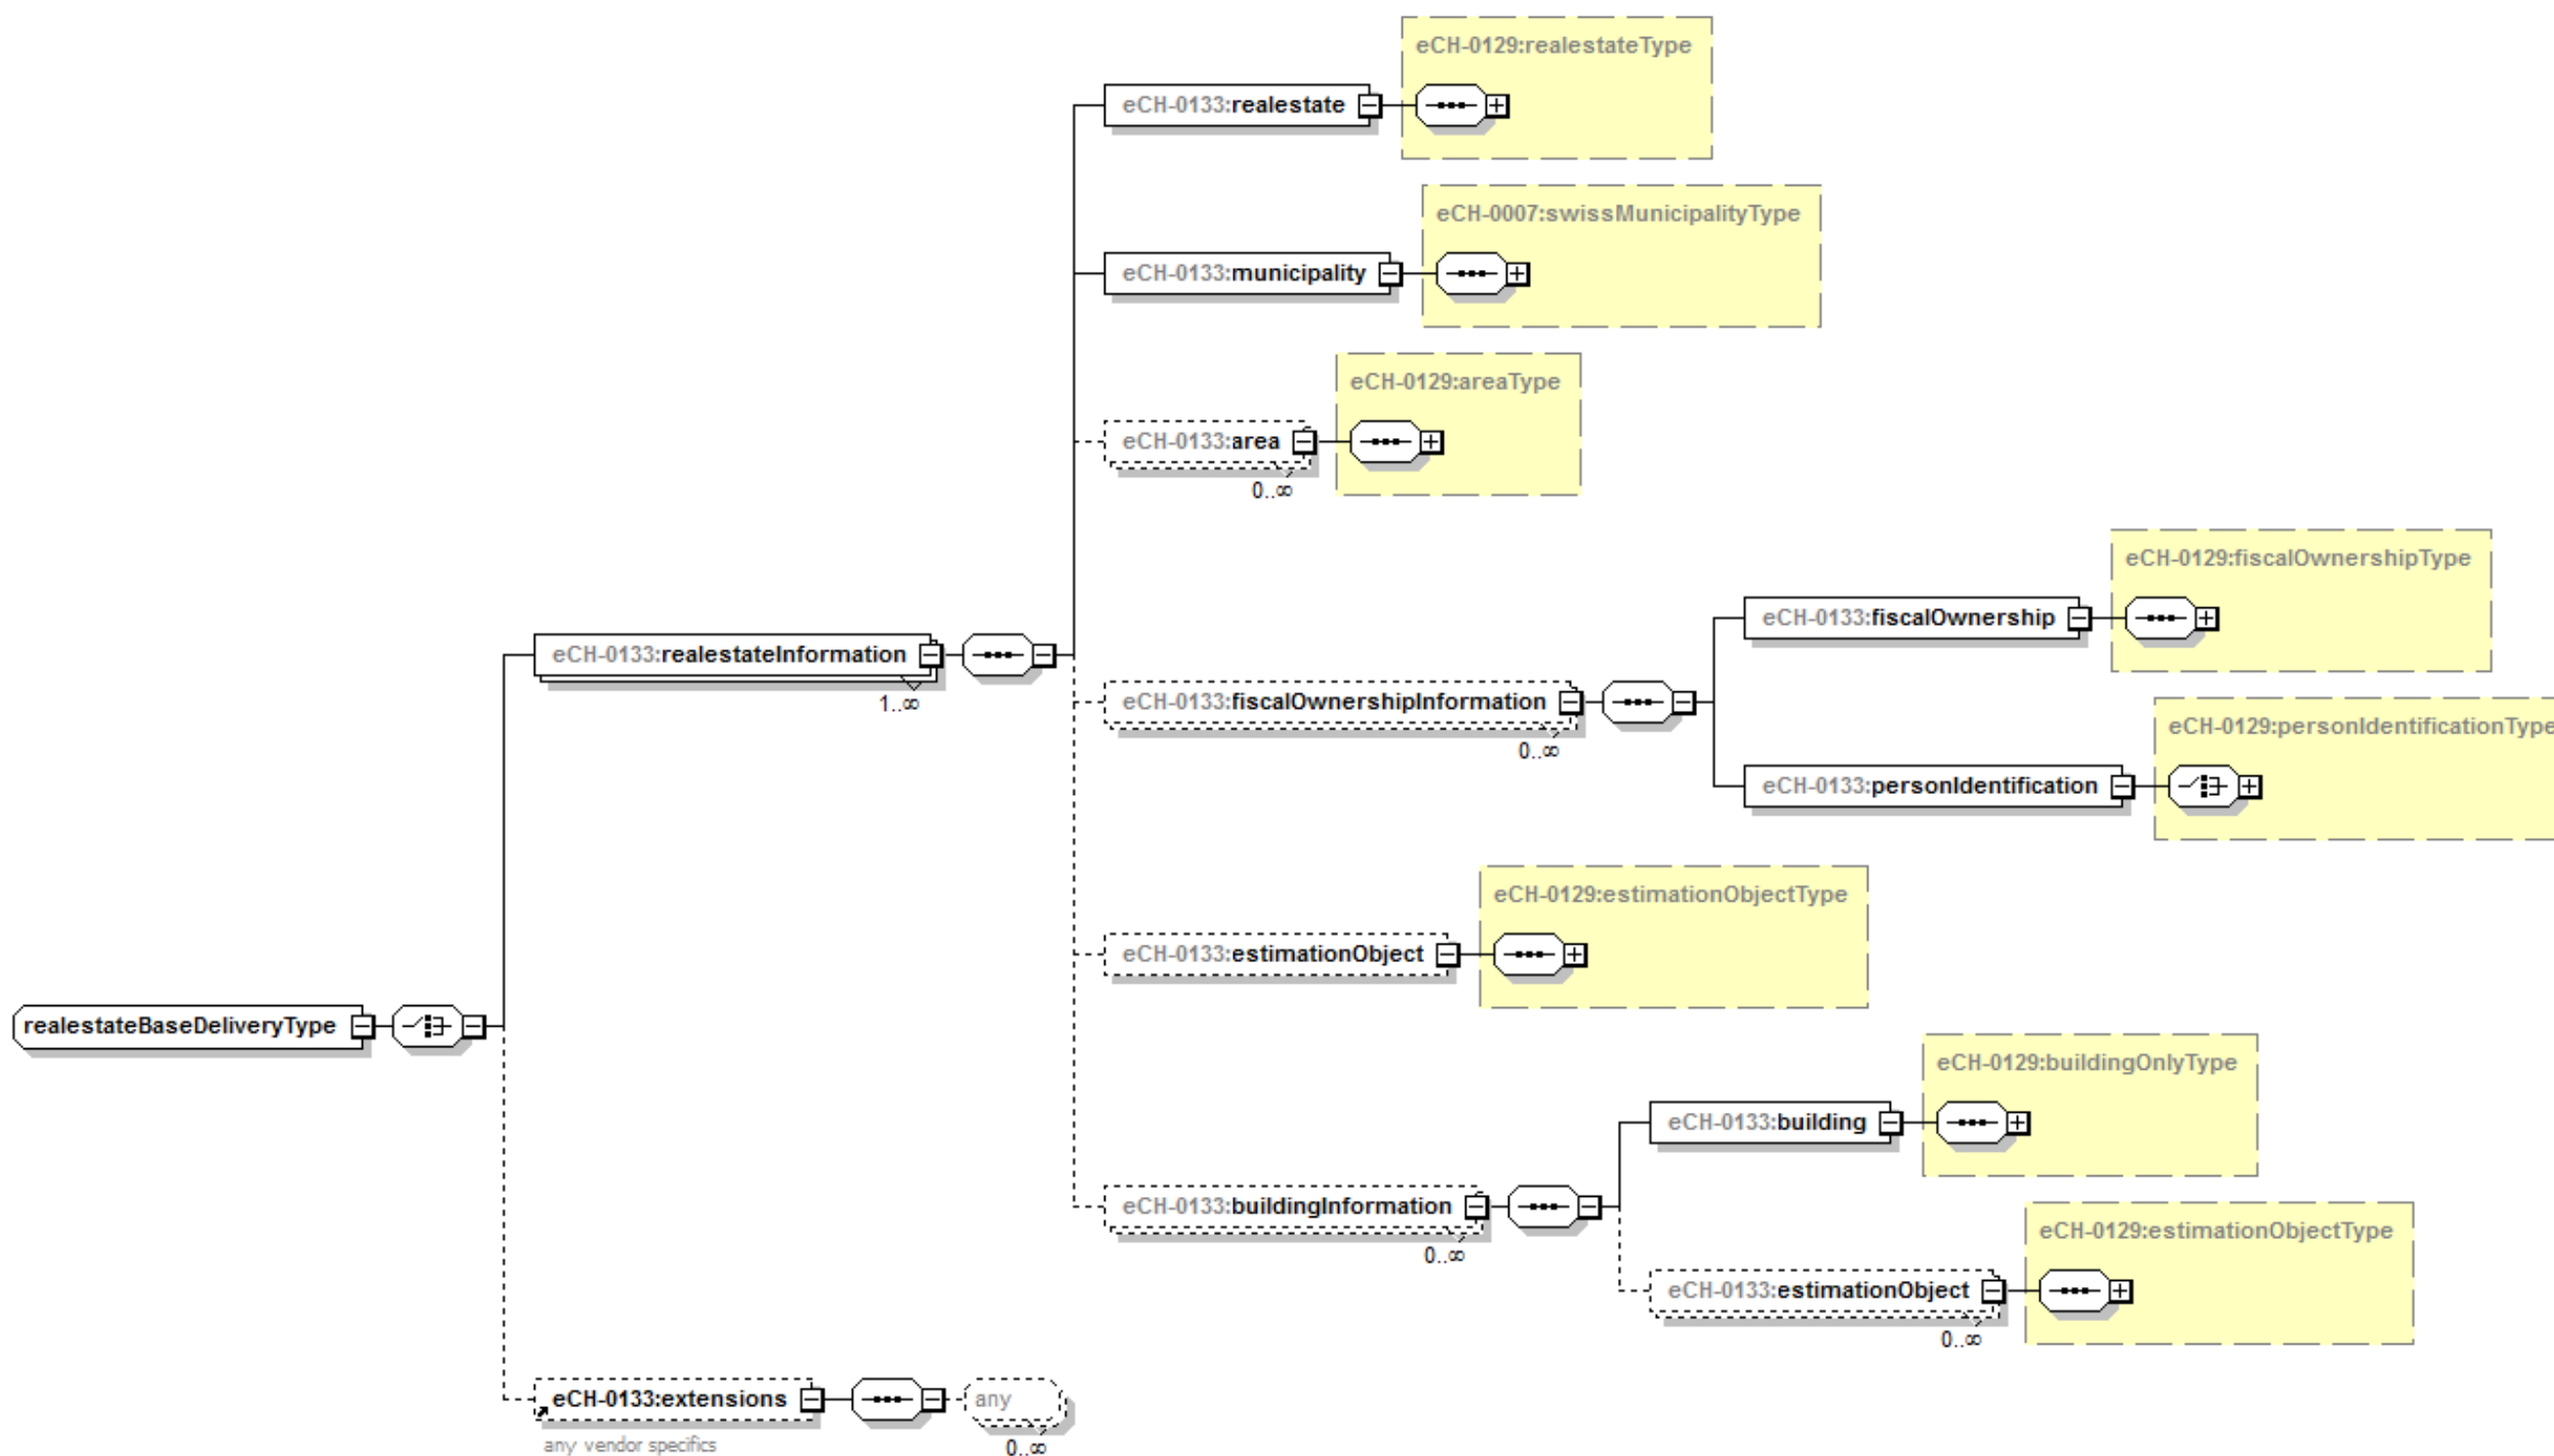 eCH-0129:realestateType
eCH-0133:realestate
eCH-0007:swissMunicipalityType
eCH-0133:municipality
eCH-0129:areaType
eCH-0133:area
0..∞
eCH-0129:fiscalOwnershipType
eCH-0133:fiscalOwnership
eCH-0133:realestateInformation
1..∞
eCH-0133:fiscalOwnershipInformation
0..∞
eCH-0129:personIdentificationType
eCH-0133:personIdentification
eCH-0129:estimationObjectType
eCH-0133:estimationObject
realestateBaseDeliveryType
eCH-0129:buildingOnlyType
eCH-0133:building
eCH-0133:buildingInformation
0..∞
eCH-0129:estimationObjectType
eCH-0133:estimationObject
0..∞
eCH-0133:extensions
any
0..∞
any vendor specifics